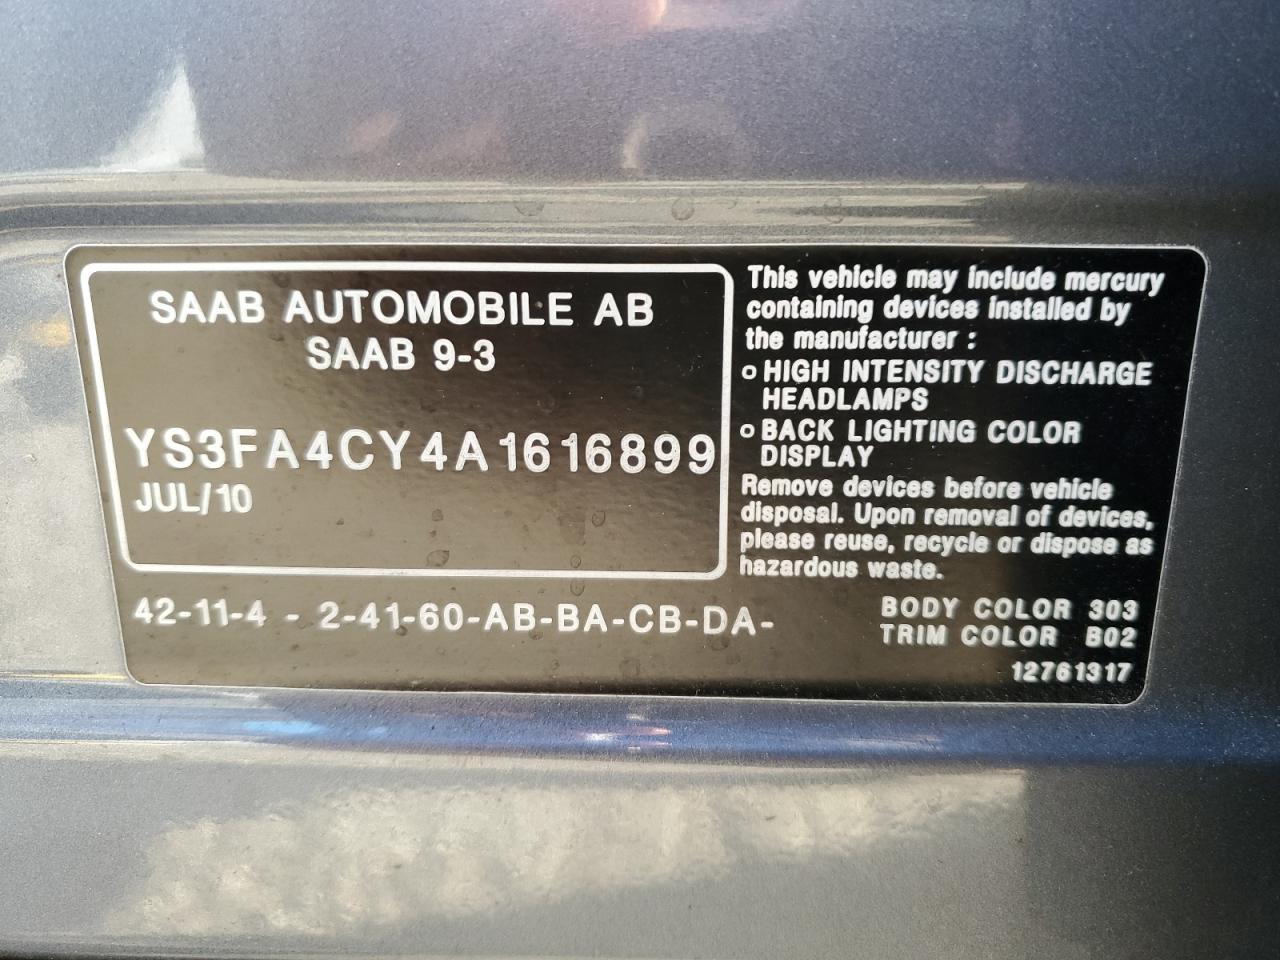 SAAB AUTOMOBILE AB
SAAB 9-3
YS3FA4CY4A1616899
JUL/10
42-11-4 - 2-41-60-AB-BA-CB-DA-
This vehicle may include mercury
containing devices installed by
the manufacturer :
o HIGH INTENSITY DISCHARGE
HEADLAMPS
o BACK LIGHTING COLOR
DISPLAY
Remove devices before vehicle
disposal. Upon removal of devices,
please reuse, recycle or dispose as
hazardous waste.
BODY COLOR 303
TRIM COLOR B02
12761317